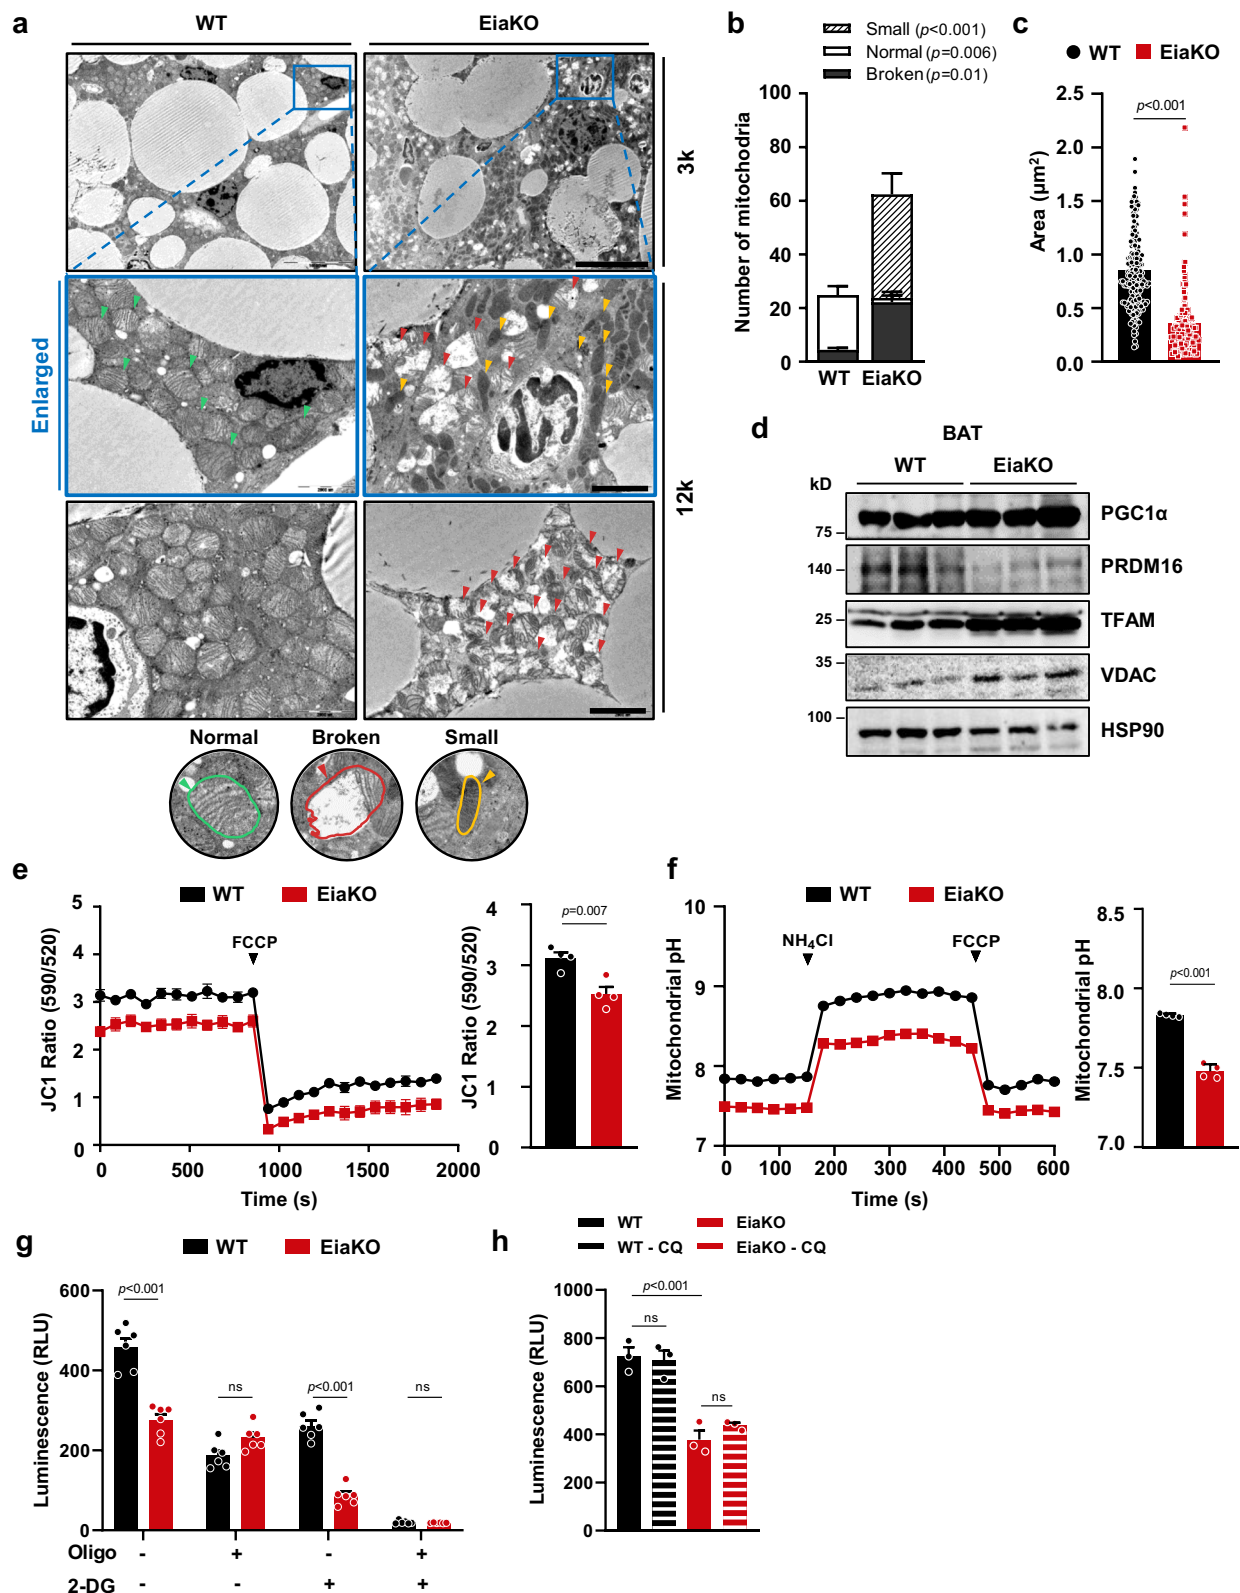 a
WT
EiaKO
3k
Enlarged
12k
Normal
Broken
Small
b
Small (p<0.001)
Normal (p=0.006)
Broken (p=0.01)
100
80
60
40
20
0
Number of mitochodria
WT
EiaKO
c
WT
EiaKO
p<0.001
2.5
2.0
1.5
1.0
0.5
0.0
Area (µm²)
d
BAT
WT
EiaKO
kD
75
PGC1α
140
PRDM16
25
TFAM
35
VDAC
100
HSP90
e
WT
EiaKO
FCCP
5
4
3
2
1
0
JC1 Ratio (590/520)
0
500
1000
1500
2000
Time (s)
4
3
2
1
0
JC1 Ratio (590/520)
p=0.007
f
WT
EiaKO
NH₄Cl
FCCP
10
9
8
7
Mitochondrial pH
0
100
200
300
400
500
600
Time (s)
8.5
8.0
7.5
7.0
Mitochondrial pH
p<0.001
g
WT
EiaKO
600
400
200
0
Luminescence (RLU)
p<0.001
ns
p<0.001
ns
Oligo - + - +
2-DG - - + +
h
WT
EiaKO
WT - CQ
EiaKO - CQ
1000
800
600
400
200
0
Luminescence (RLU)
p<0.001
ns
ns